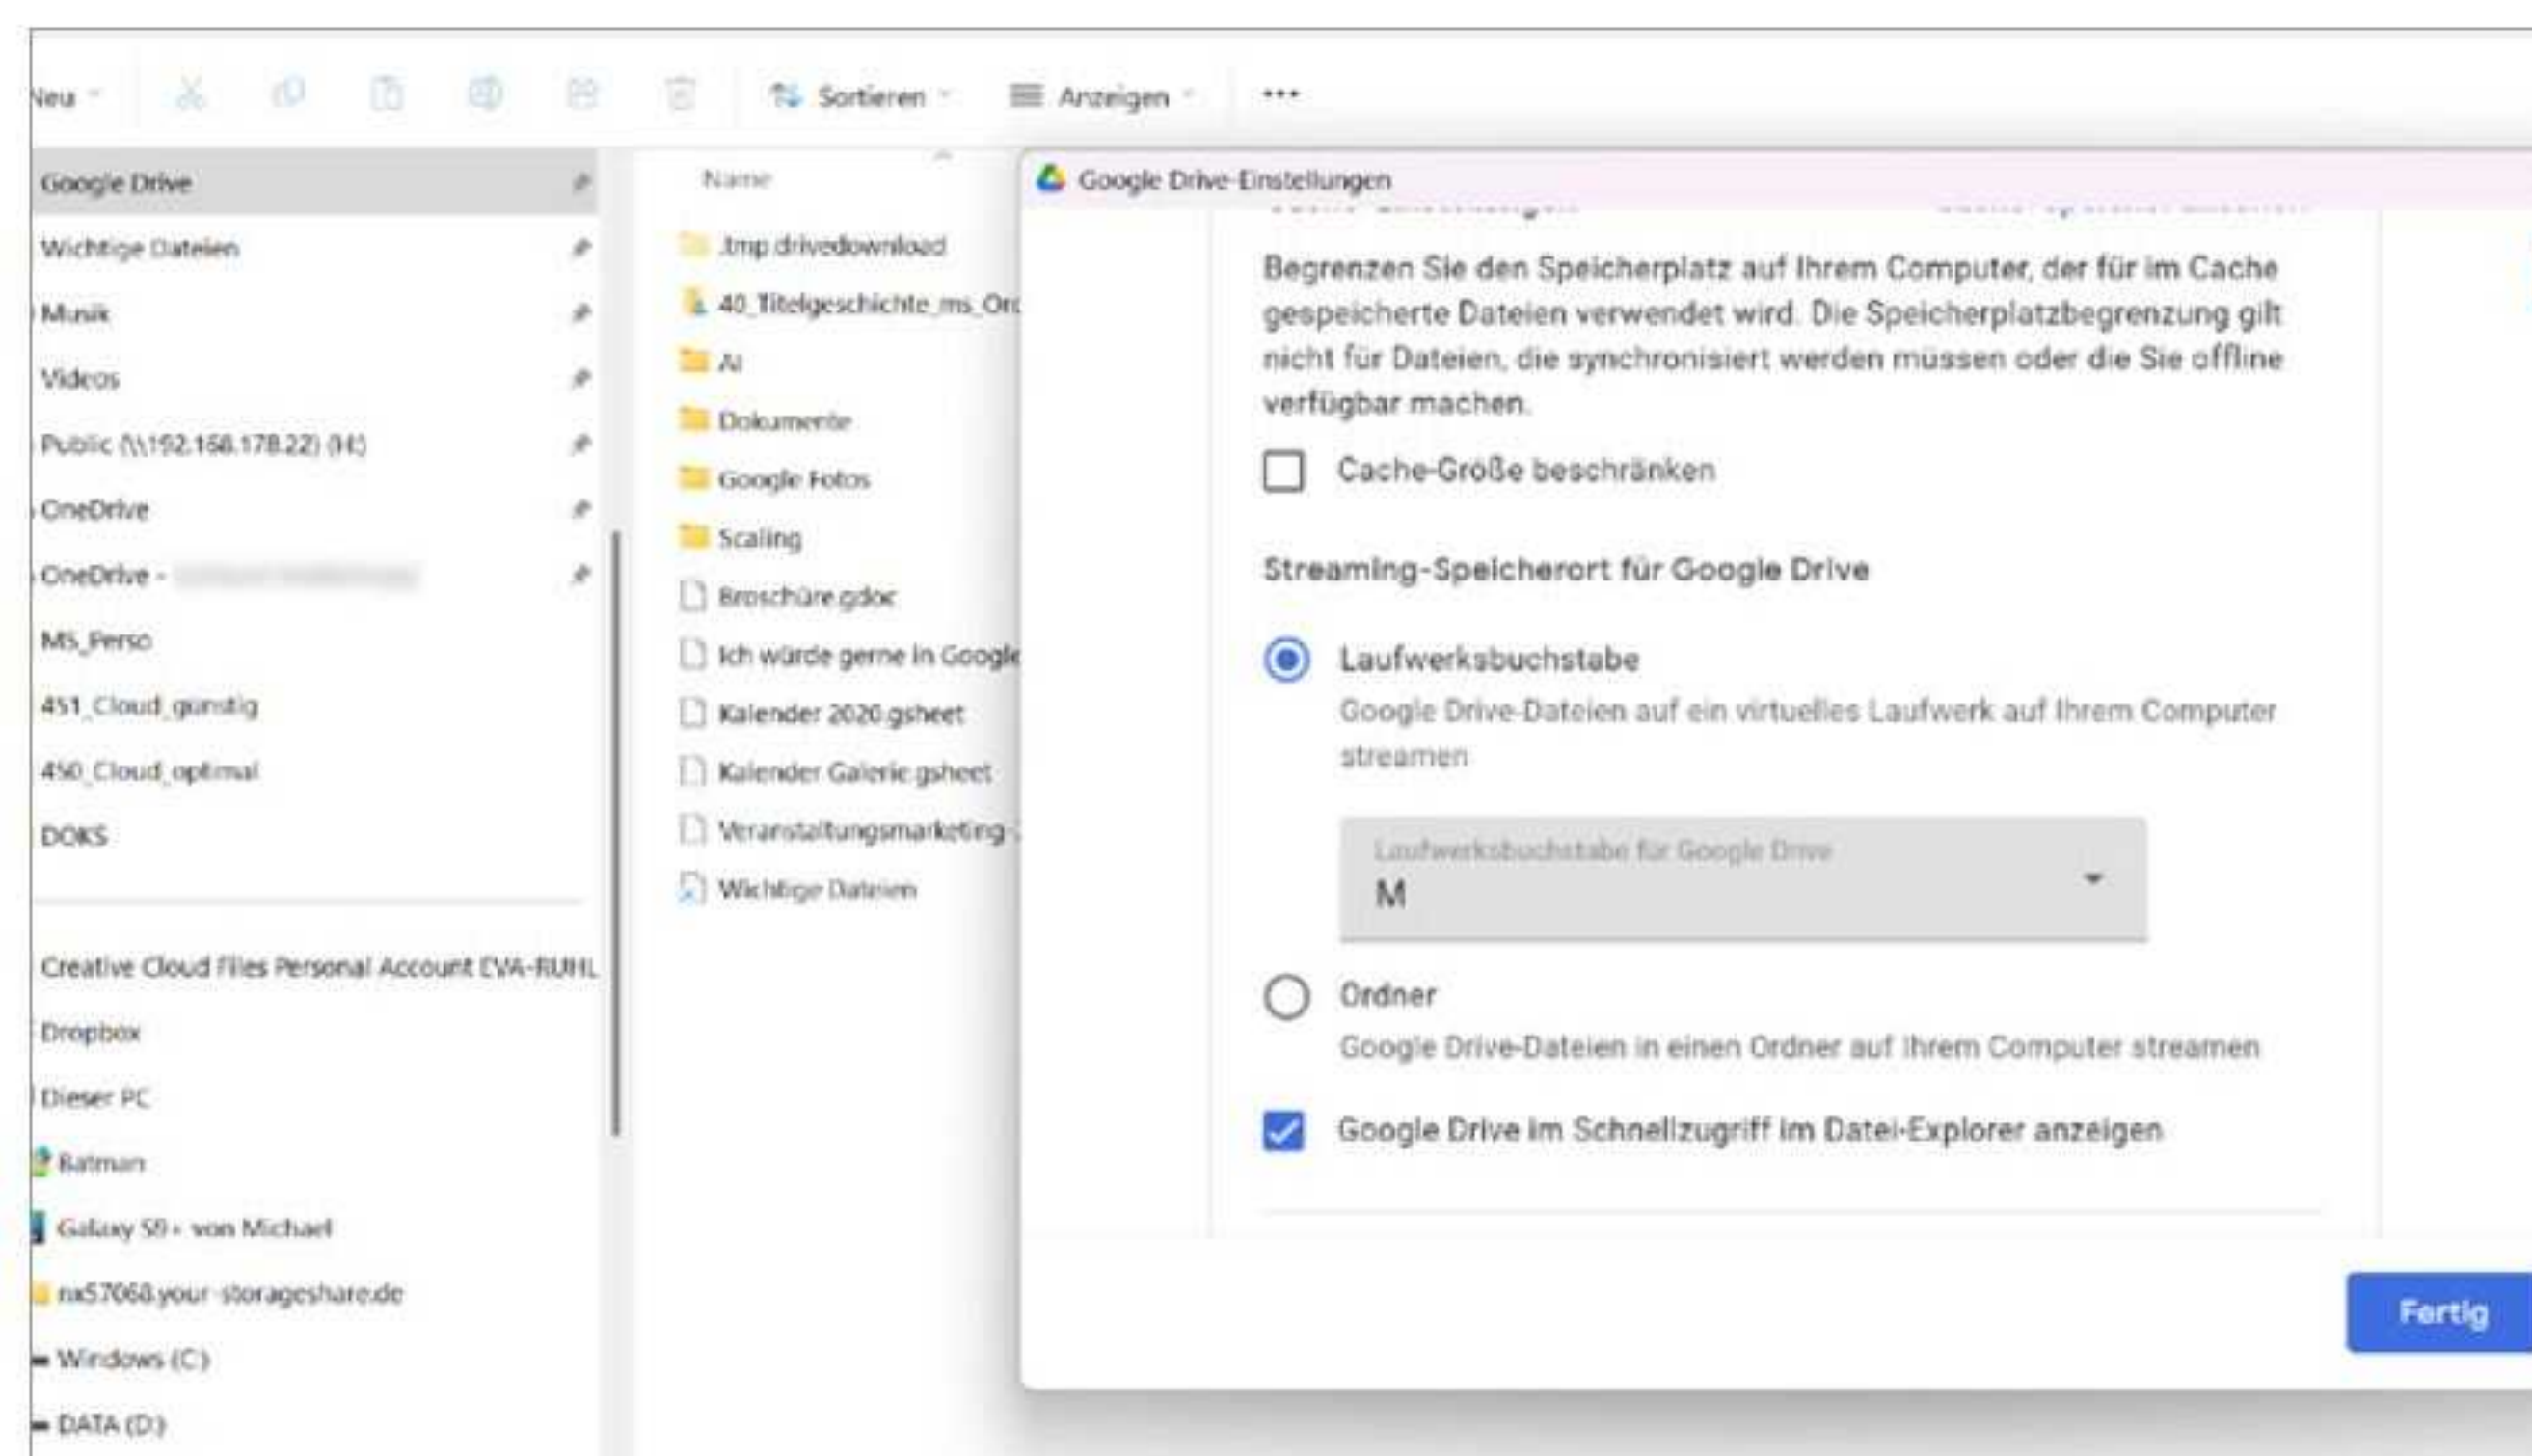 Neu
Sortieren
Anzeigen
Google Drive
Wichtige Dateien
Musik
Videos
Public (\\192.168.178.22) (H:)
OneDrive
OneDrive -
MS_Perso
451_Cloud_günstig
450_Cloud_optimal
DOKS
Creative Cloud Files Personal Account EVA-RUHL
Dropbox
Dieser PC
Batman
Galaxy S9+ von Michael
nx57068.your-storageshare.de
Windows (C:)
DATA (D:)
Name
.tmp.drivedownload
40_Titelgeschichte_ms_Ord
AI
Dokumente
Google Fotos
Scaling
Broschüre.gdoc
Ich würde gerne in Google
Kalender 2020.gsheet
Kalender Galerie.gsheet
Veranstaltungsmarketing-
Wichtige Dateien
Google Drive-Einstellungen
Begrenzen Sie den Speicherplatz auf Ihrem Computer, der für im Cache
gespeicherte Dateien verwendet wird. Die Speicherplatzbegrenzung gilt
nicht für Dateien, die synchronisiert werden müssen oder die Sie offline
verfügbar machen.
Cache-Größe beschränken
Streaming-Speicherort für Google Drive
Laufwerksbuchstabe
Google Drive-Dateien auf ein virtuelles Laufwerk auf Ihrem Computer
streamen
Laufwerksbuchstabe für Google Drive
M
Ordner
Google Drive-Dateien in einen Ordner auf Ihrem Computer streamen
Google Drive im Schnellzugriff im Datei-Explorer anzeigen
Fertig